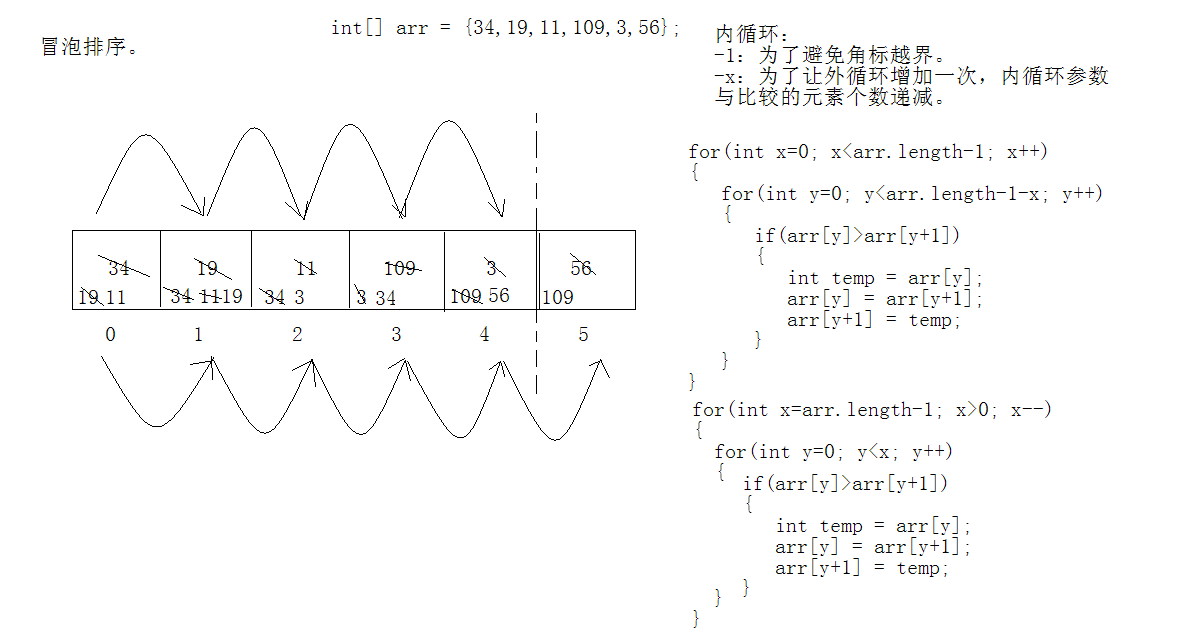 冒泡排序。
int[] arr = {34,19,11,109,3,56};
内循环：
-1：为了避免角标越界。
-x：为了让外循环增加一次，内循环参数
与比较的元素个数递减。
34 19 11 109 3 56
19 11 34 11 19 34 3 3 34 109 56 109
0 1 2 3 4 5
for(int x=0; x<arr.length-1; x++)
{
for(int y=0; y<arr.length-1-x; y++)
{
if(arr[y]>arr[y+1])
{
int temp = arr[y];
arr[y] = arr[y+1];
arr[y+1] = temp;
}
}
}
for(int x=arr.length-1; x>0; x--)
{
for(int y=0; y<x; y++)
{
if(arr[y]>arr[y+1])
{
int temp = arr[y];
arr[y] = arr[y+1];
arr[y+1] = temp;
}
}
}